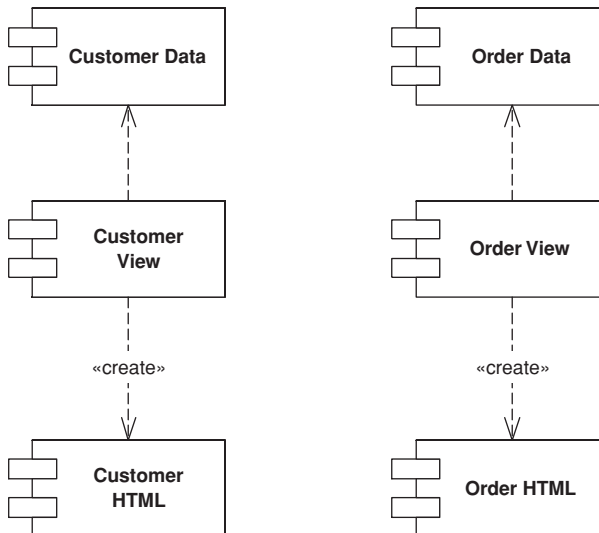 Customer Data
Order Data
Customer
View
Order View
«create»
«create»
Customer
HTML
Order HTML